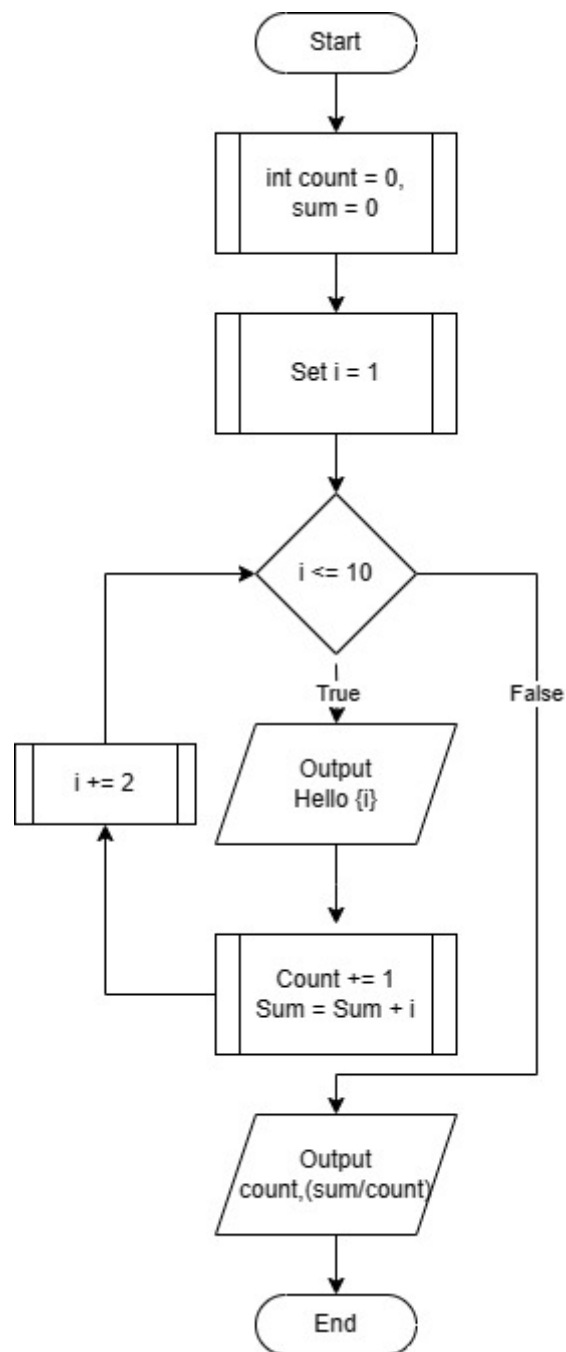 Start
int count = 0,
sum = 0
Set i = 1
i <= 10
True
False
Output
Hello {i}
i += 2
Count += 1
Sum = Sum + i
Output
count,(sum/count)
End